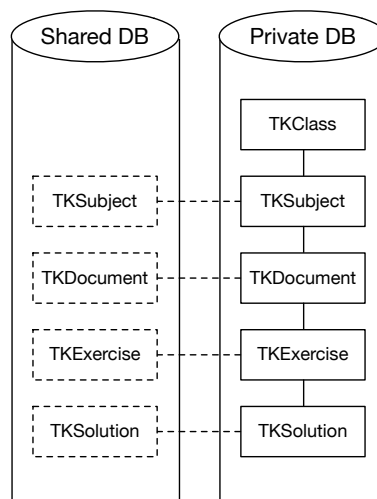 Shared DB
Private DB
TKClass
TKSubject
TKSubject
TKDocument
TKDocument
TKExercise
TKExercise
TKSolution
TKSolution